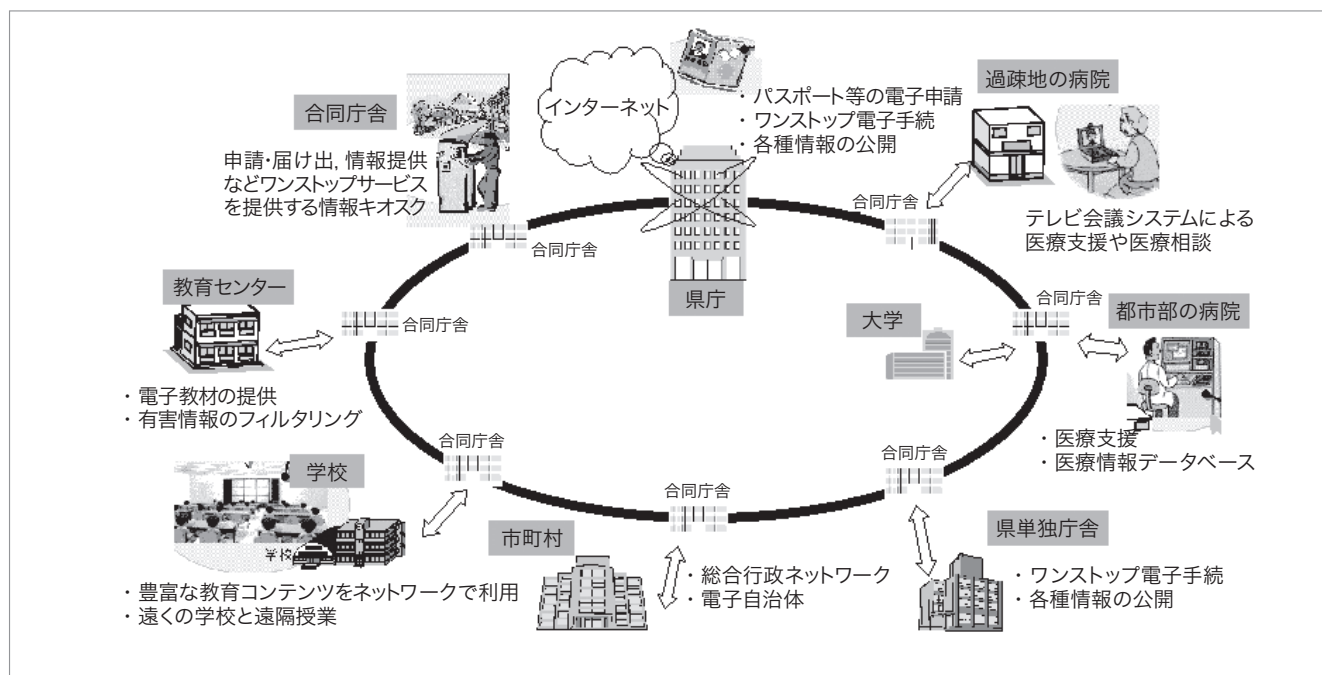 インターネット
・パスポート等の電子申請
・ワンストップ電子手続
・各種情報の公開
県庁
合同庁舎
申請・届け出, 情報提供
などワンストップサービス
を提供する情報キオスク
合同庁舎
過疎地の病院
合同庁舎
テレビ会議システムによる
医療支援や医療相談
教育センター
合同庁舎
・電子教材の提供
・有害情報のフィルタリング
大学
合同庁舎
都市部の病院
・医療支援
・医療情報データベース
合同庁舎
学校
学校
・豊富な教育コンテンツをネットワークで利用
・遠くの学校と遠隔授業
合同庁舎
市町村
・総合行政ネットワーク
・電子自治体
合同庁舎
県単独庁舎
・ワンストップ電子手続
・各種情報の公開